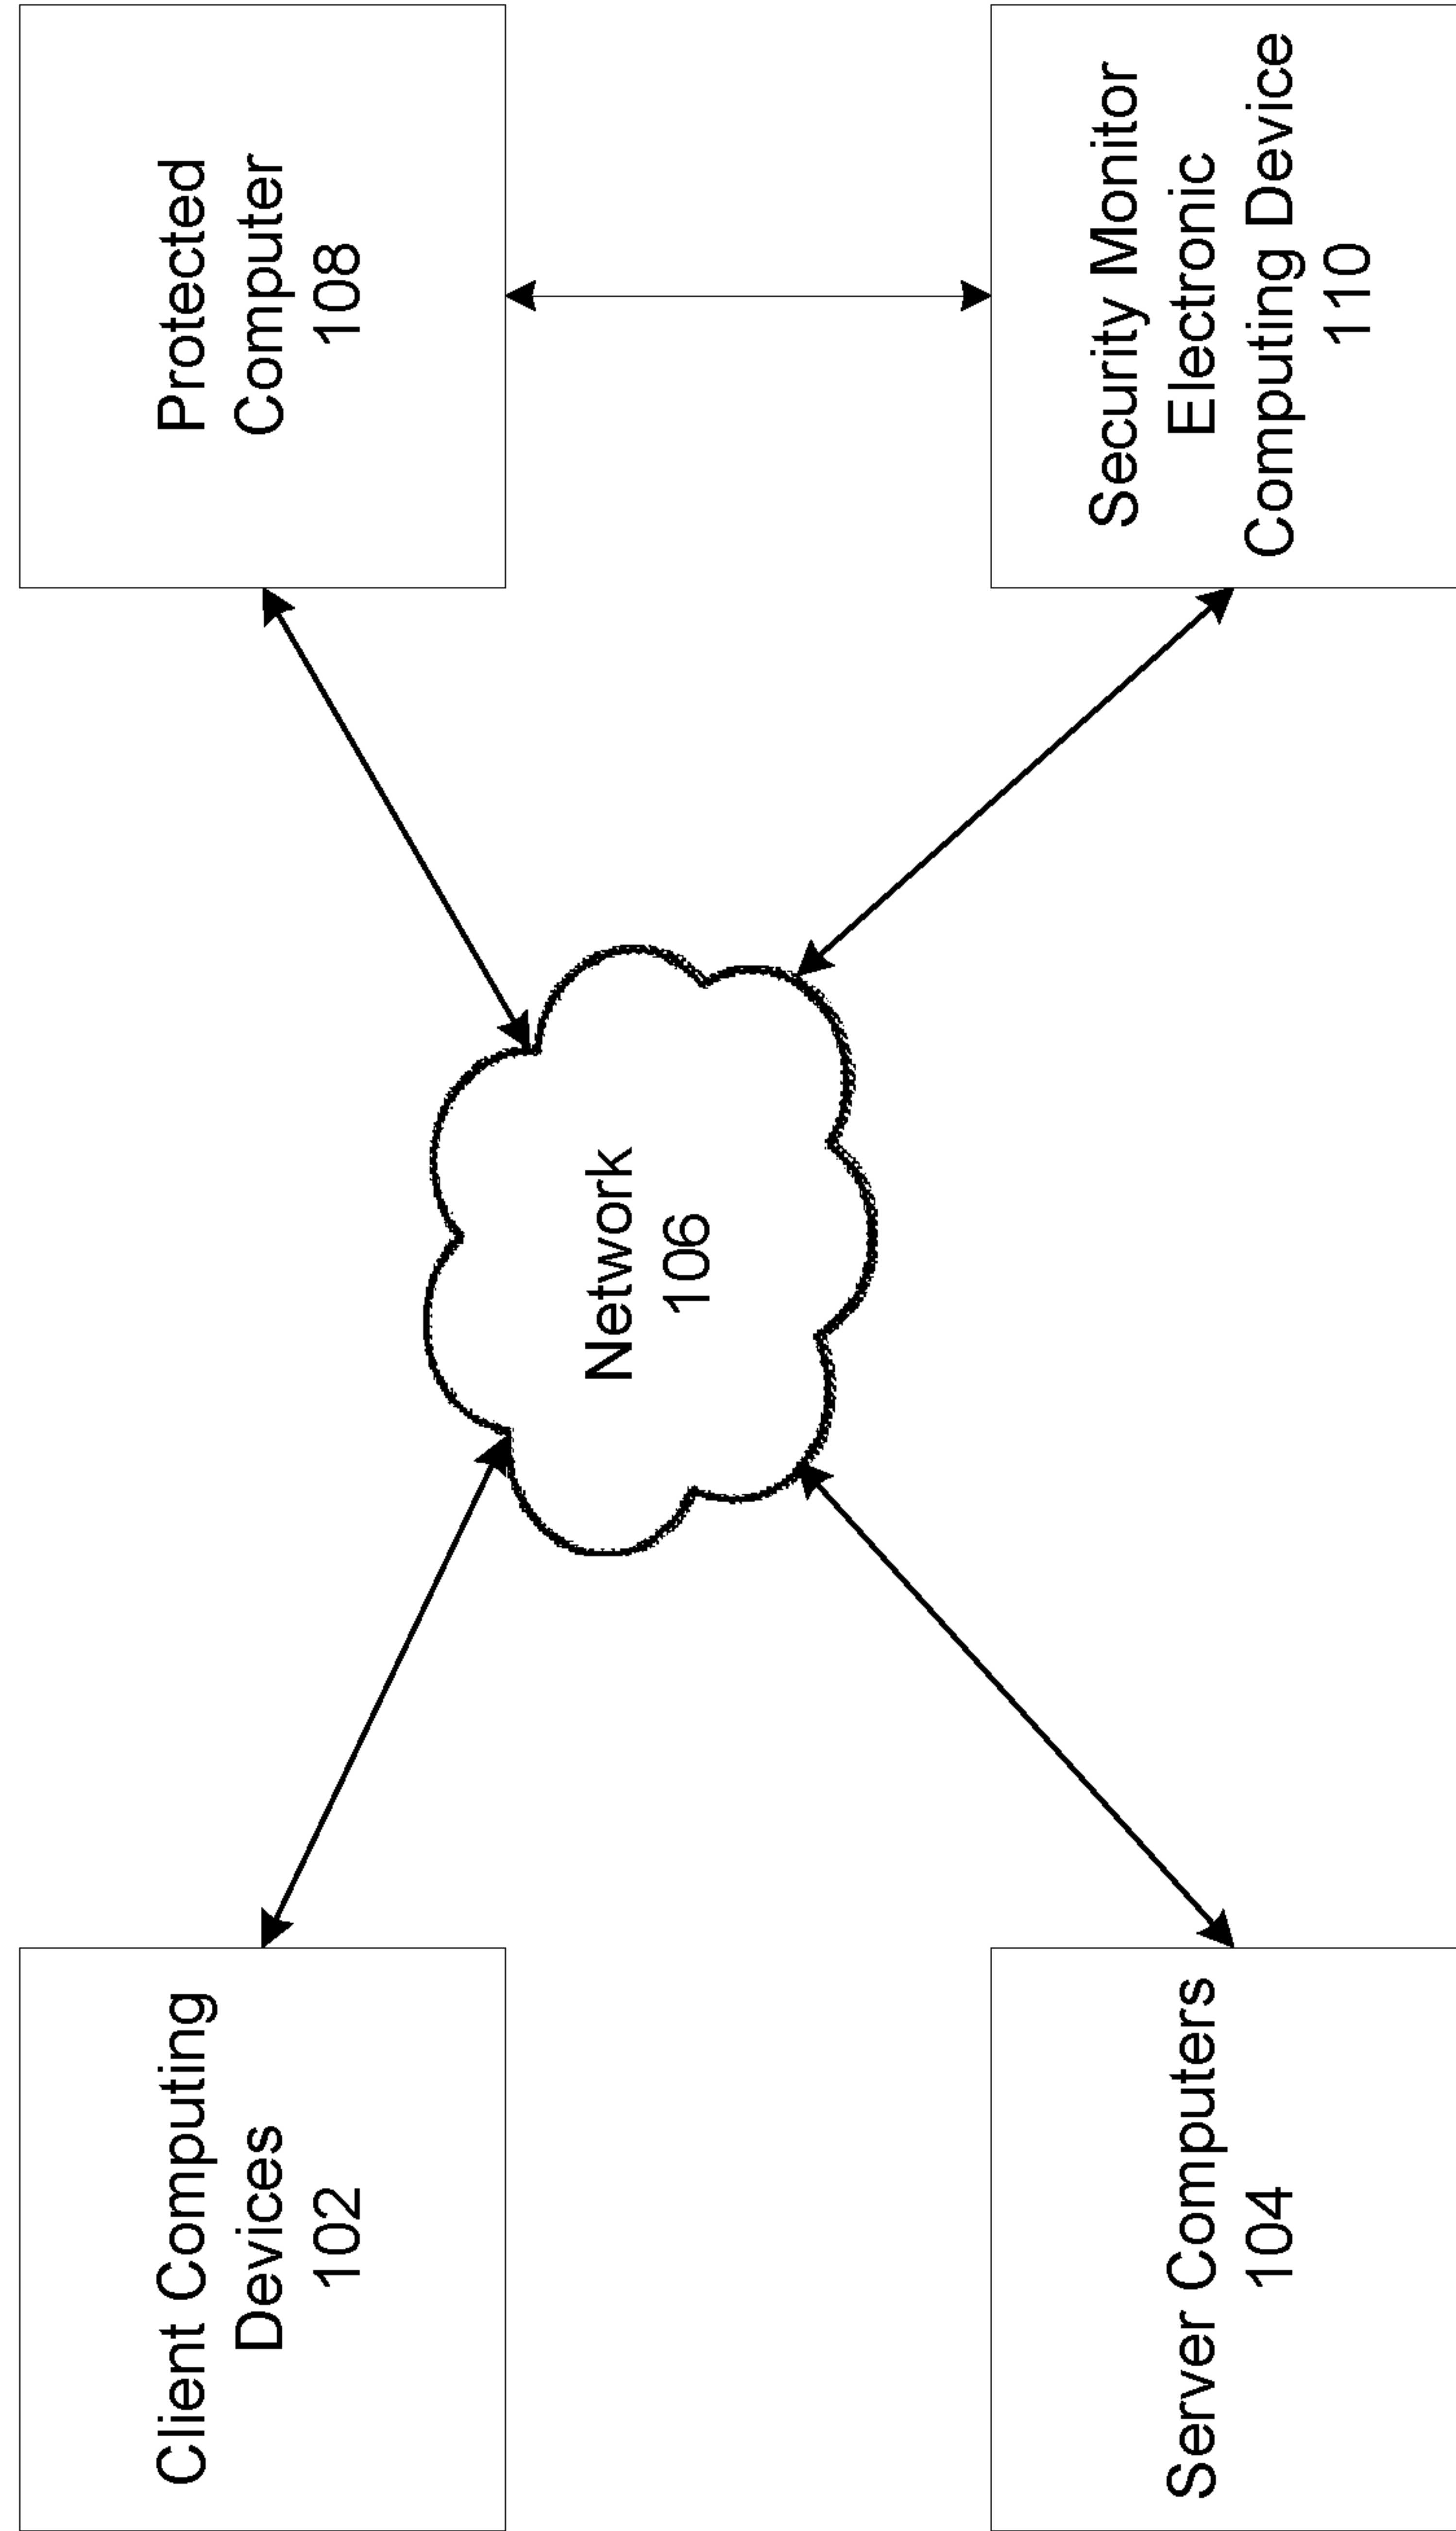 Client Computing
Devices
102
Protected
Computer
108
Network
106
Server Computers
104
Security Monitor
Electronic
Computing Device
110